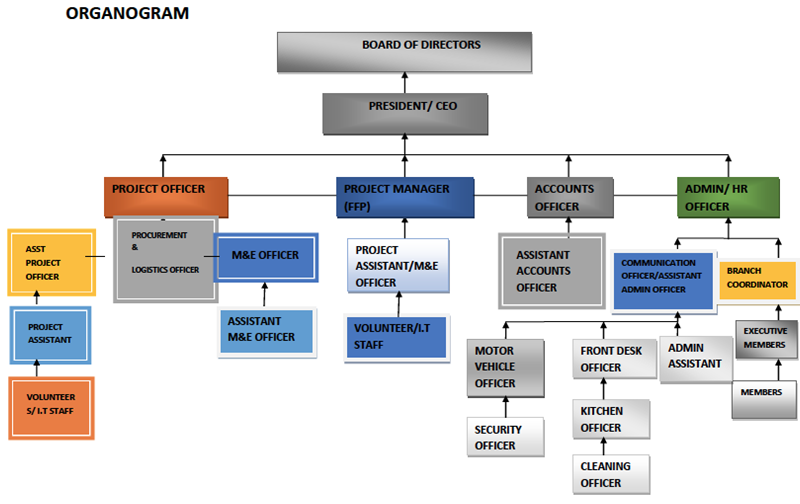 ORGANOGRAM
BOARD OF DIRECTORS
PRESIDENT/ CEO
PROJECT OFFICER
PROJECT MANAGER
(FFP)
ACCOUNTS
OFFICER
ADMIN/ HR
OFFICER
ASST
PROJECT
OFFICER
PROCUREMENT
&
LOGISTICS OFFICER
M&E OFFICER
PROJECT
ASSISTANT/M&E
OFFICER
ASSISTANT
ACCOUNTS
OFFICER
COMMUNICATION
OFFICER/ASSISTANT
ADMIN OFFICER
BRANCH
COORDINATOR
PROJECT
ASSISTANT
ASSISTANT
M&E OFFICER
VOLUNTEER/I.T
STAFF
MOTOR
VEHICLE
OFFICER
FRONT DESK
OFFICER
ADMIN
ASSISTANT
EXECUTIVE
MEMBERS
VOLUNTEER
S/ I.T STAFF
SECURITY
OFFICER
KITCHEN
OFFICER
MEMBERS
CLEANING
OFFICER